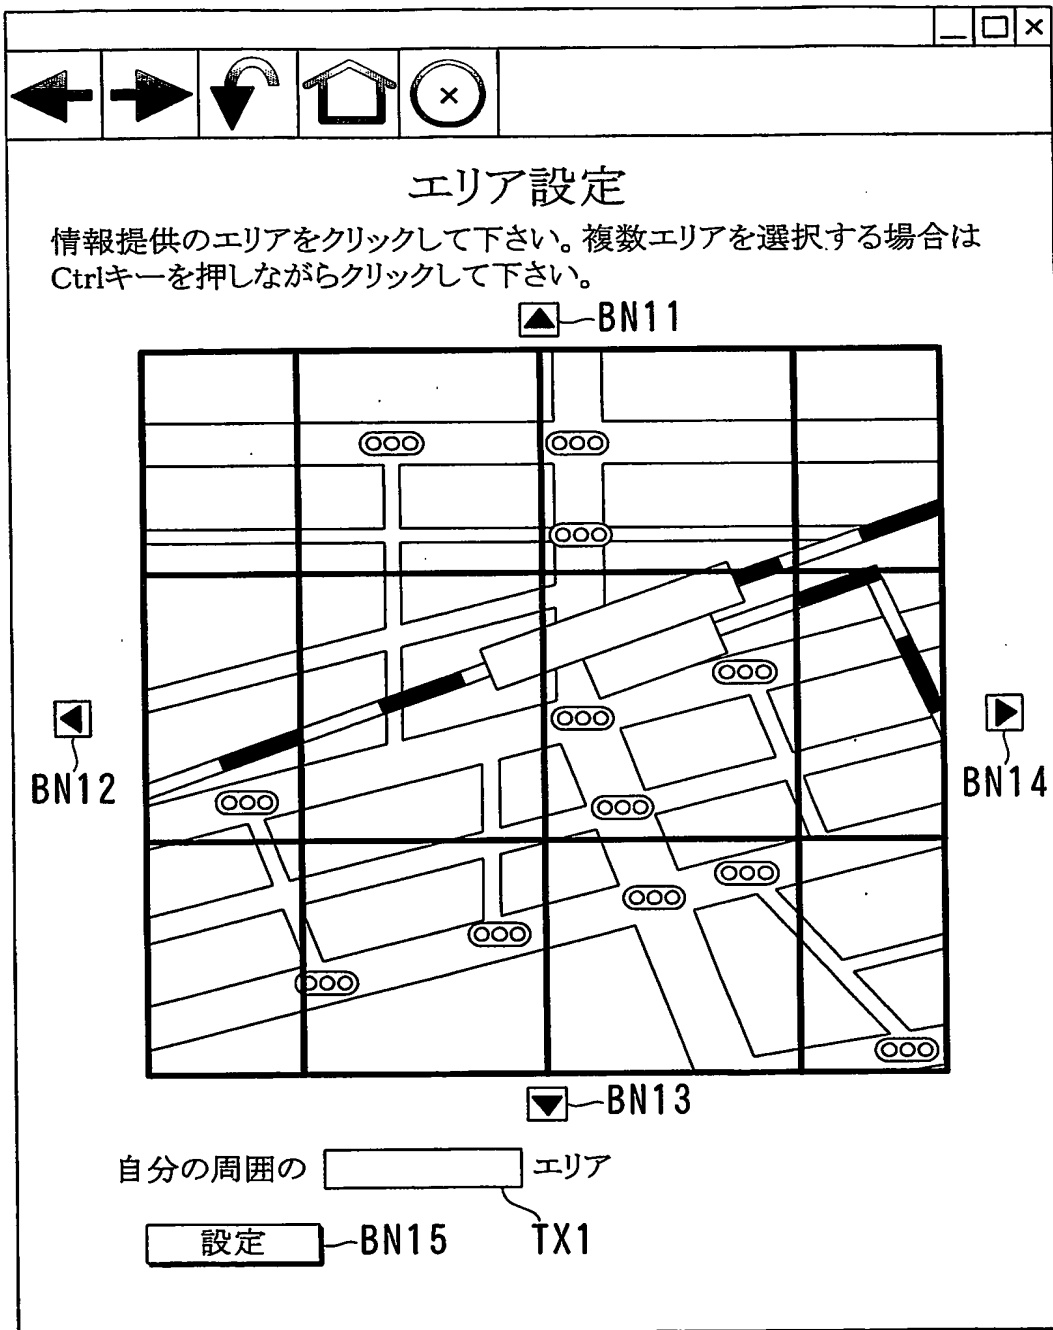 エリア設定
情報提供のエリアをクリックして下さい。複数エリアを選択する場合は
Ctrlキーを押しながらクリックして下さい。
BN11
BN12
BN14
BN13
自分の周囲の エリア
設定 BN15 TX1